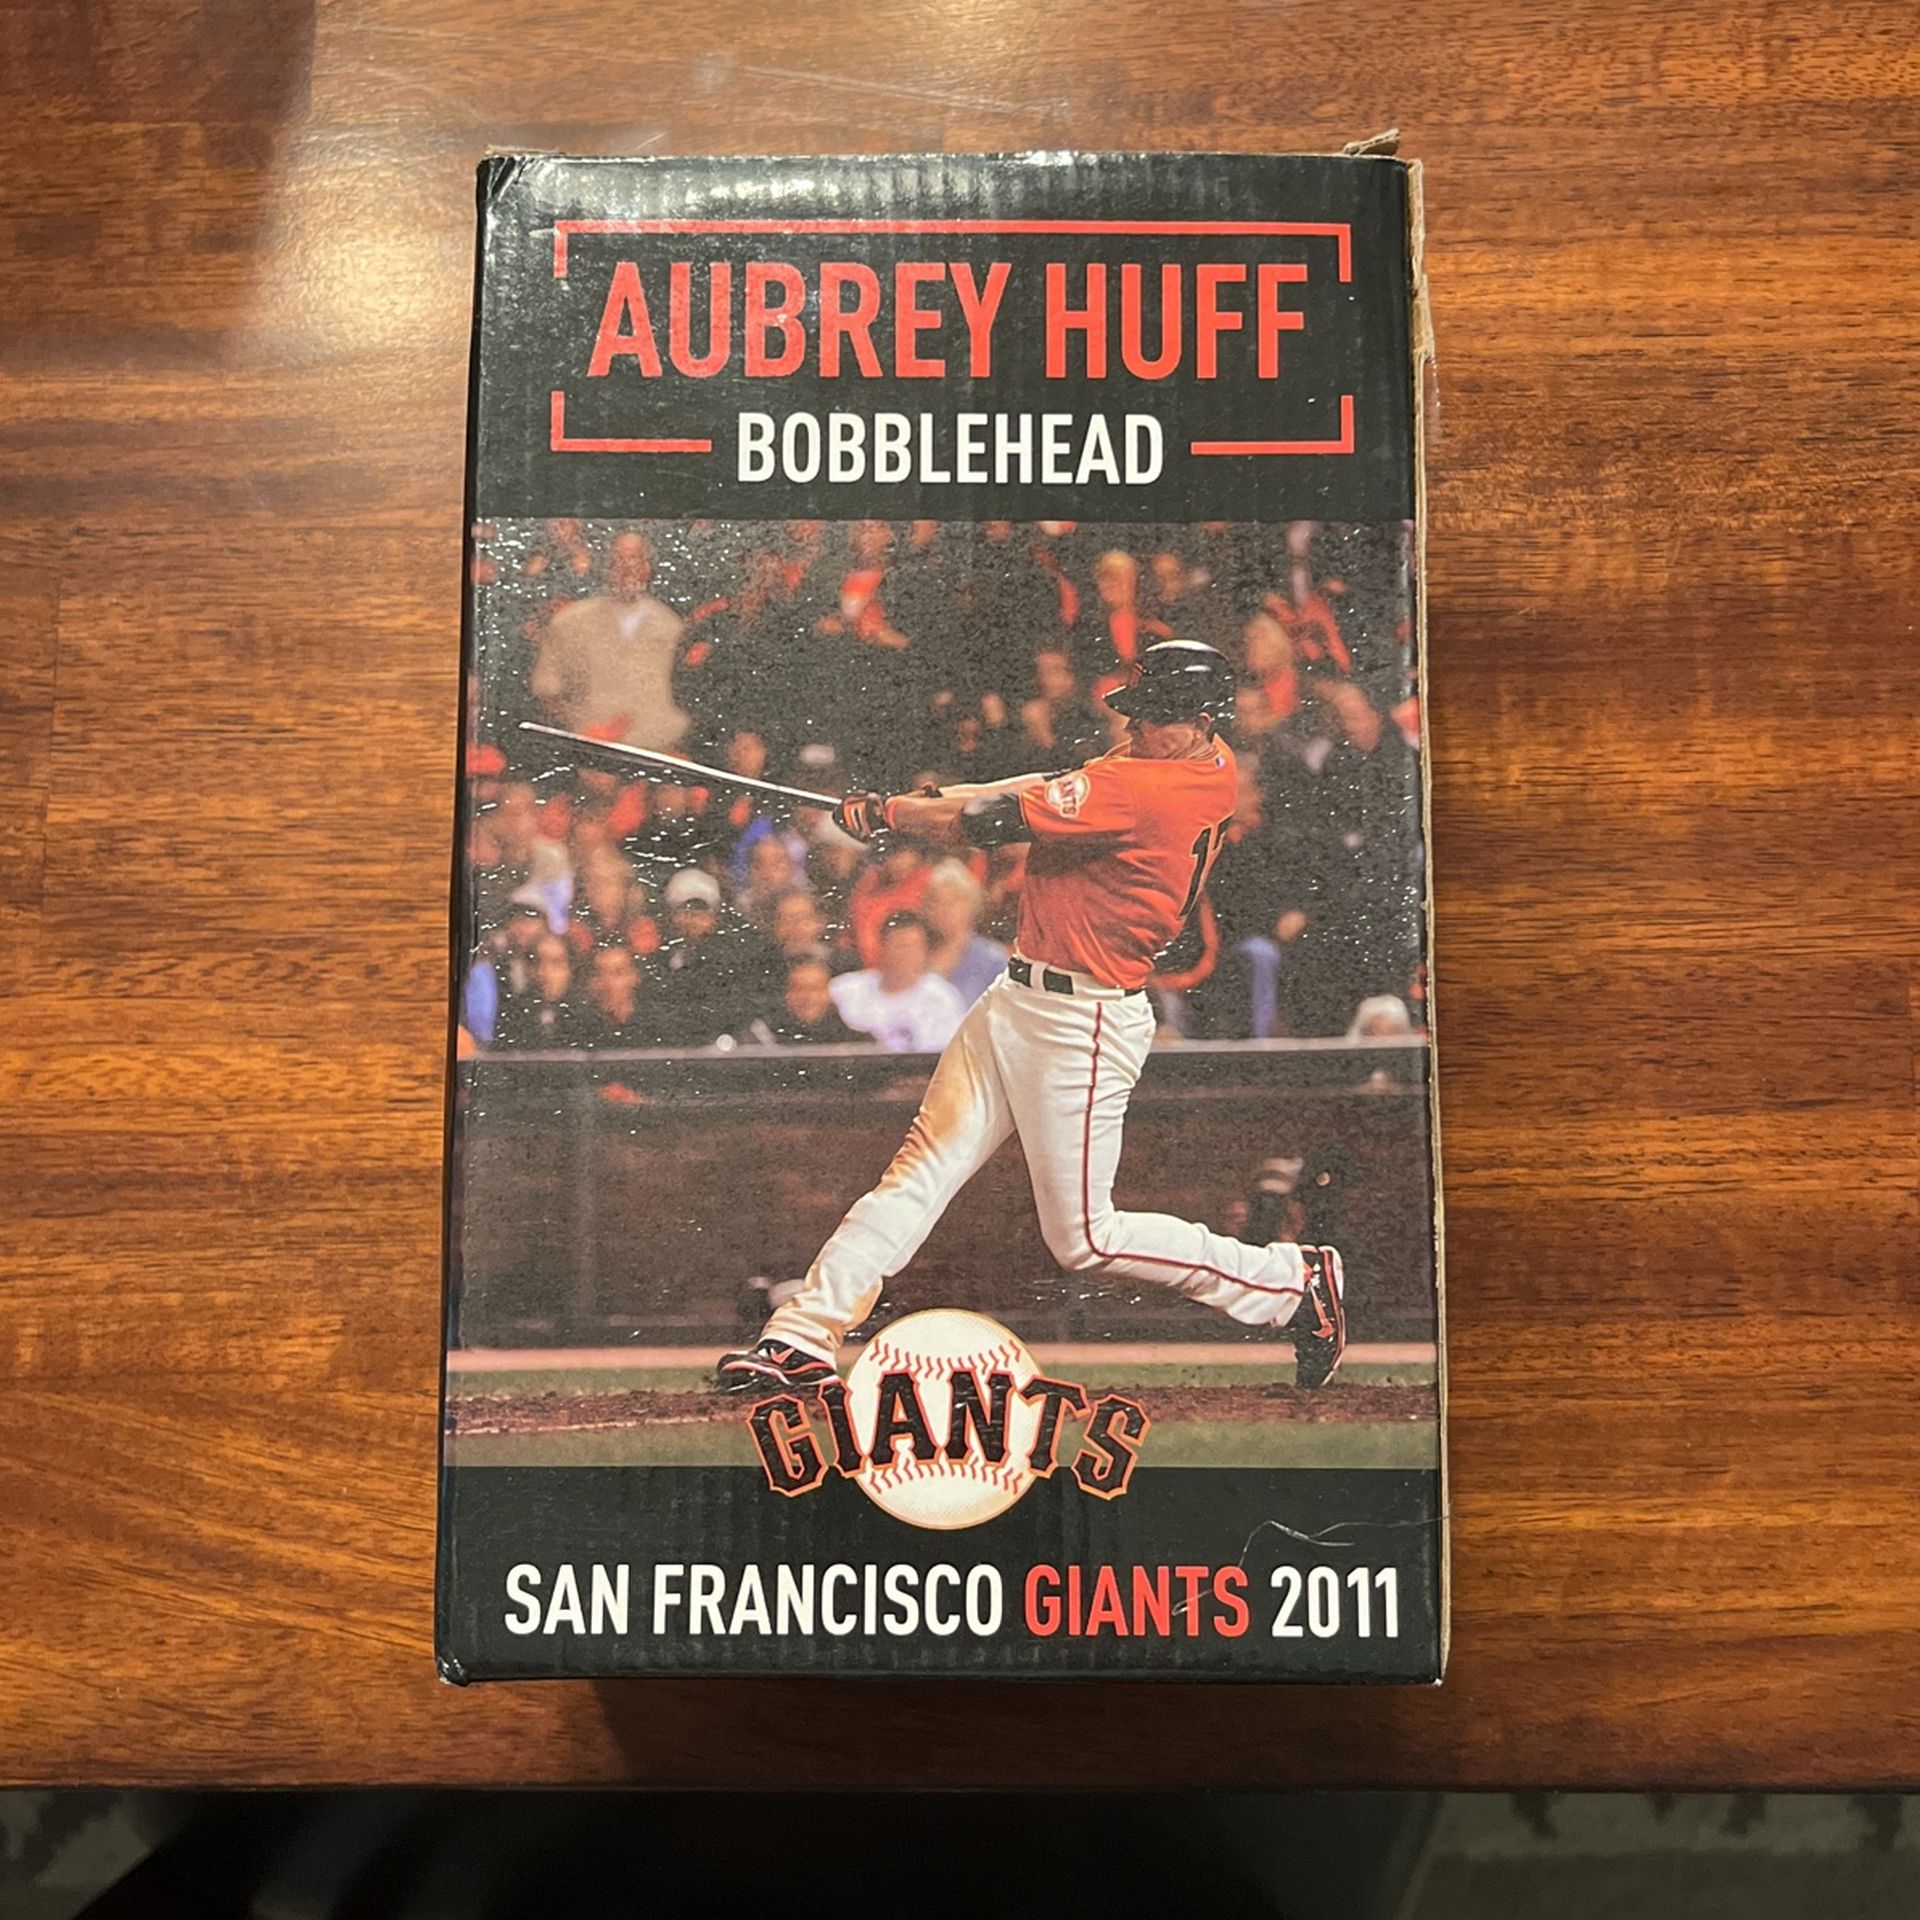 AUBREY HUFF
BOBBLEHEAD
GIANTS
SAN FRANCISCO GIANTS 2011